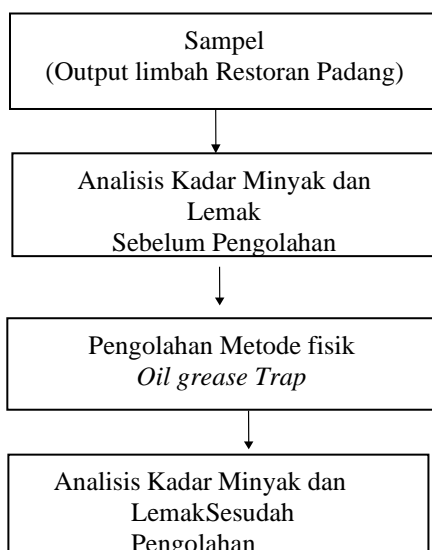 Sampel
(Output limbah Restoran Padang)
Analisis Kadar Minyak dan
Lemak
Sebelum Pengolahan
Pengolahan Metode fisik
Oil grease Trap
Analisis Kadar Minyak dan
LemakSesudah
Pengolahan